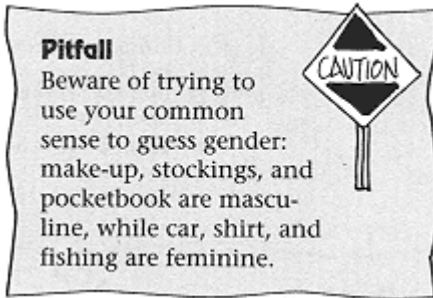 Pitfall
Beware of trying to
use your common
sense to guess gender:
make-up, stockings, and
pocketbook are mascu-
line, while car, shirt, and
fishing are feminine.
CAUTION